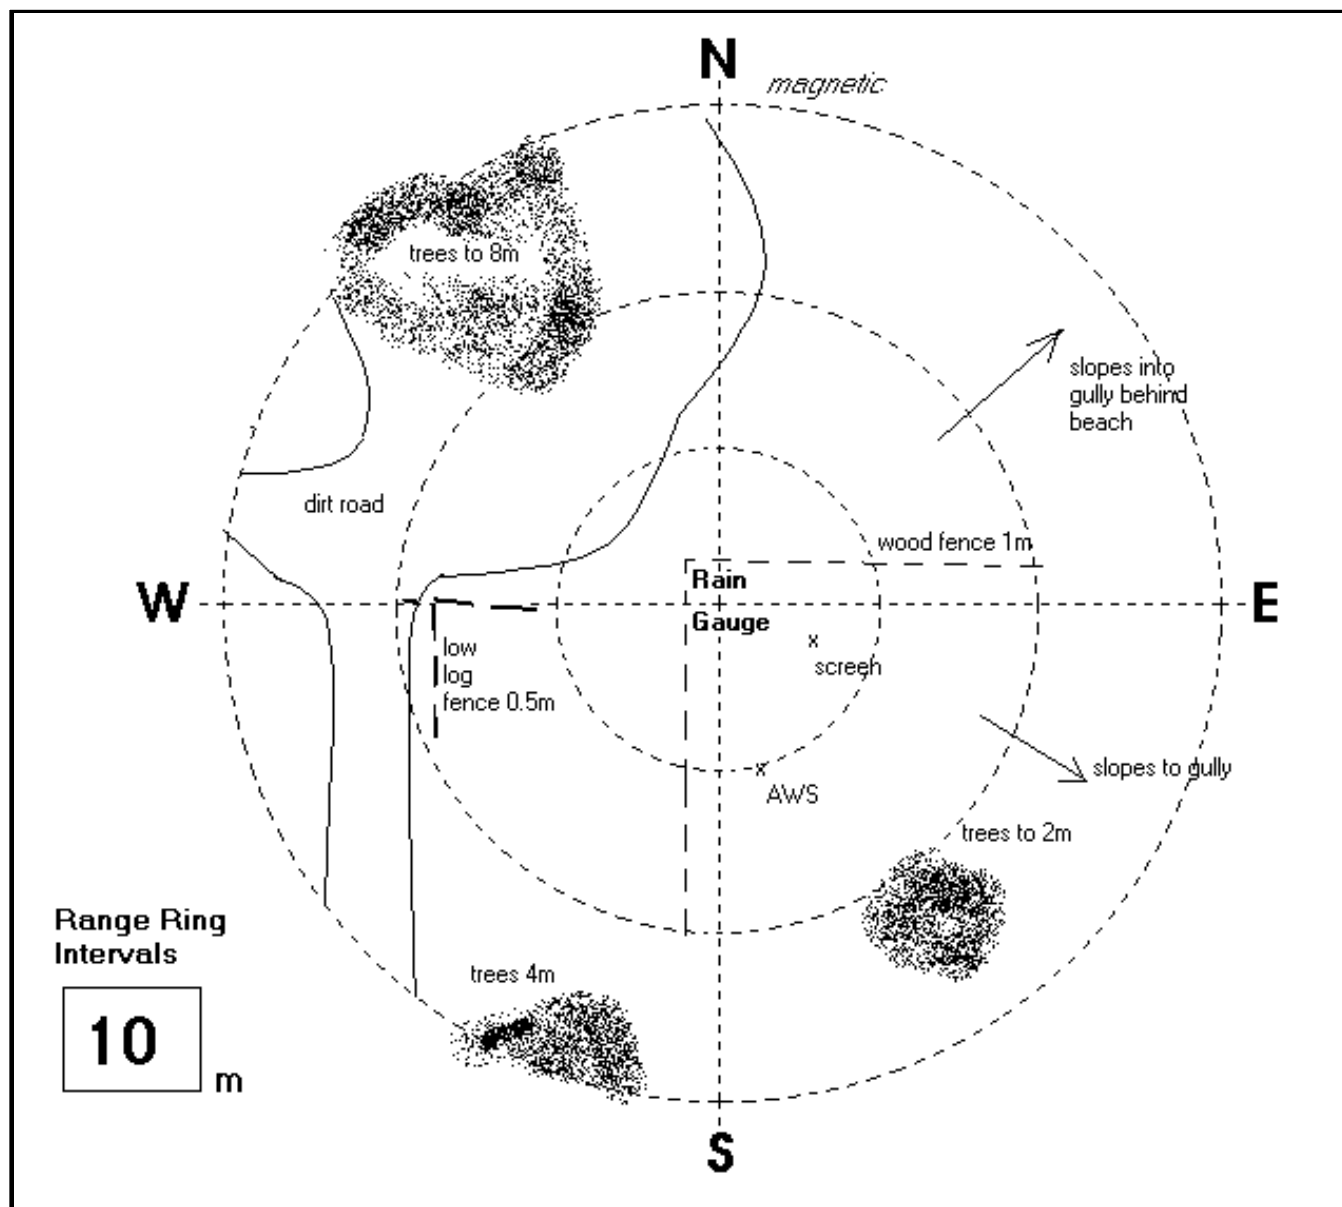 N
magnetic
trees to 8m
slopes into
gully behind
beach
dirt road
wood fence 1m
W
Rain
Gauge
E
low
log
fence 0.5m
x
screen
slopes to gully
x
AWS
trees to 2m
Range Ring
Intervals
10
m
trees 4m
S